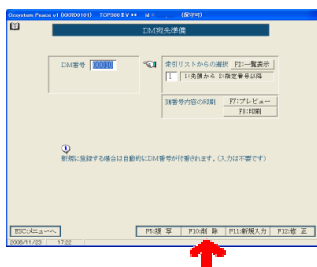 DM宛先準備
DM番号 00010
索引リストからの選択 F2:一覧表示
1 1:先頭から 2:指定番号以降
該番号内容の印刷 F7:プレビュー
F8:印刷
新規に登録する場合は自動的にDM番号が付番されます。(入力は不要です)
ESC:メニューへ F9:複 写 F10:削 除 F11:新規入力 F12:修 正
2008/11/23 17:22